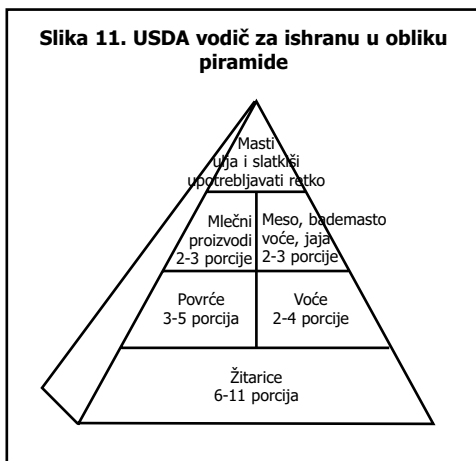 Slika 11. USDA vodič za ishranu u obliku
piramide
Masti
ulja i slatkiši
upotrebljavati retko
Mlečni
proizvodi
2-3 porcije
Meso, bademasto
voće, jaja
2-3 porcije
Povrće
3-5 porcija
Voće
2-4 porcije
Žitarice
6-11 porcija